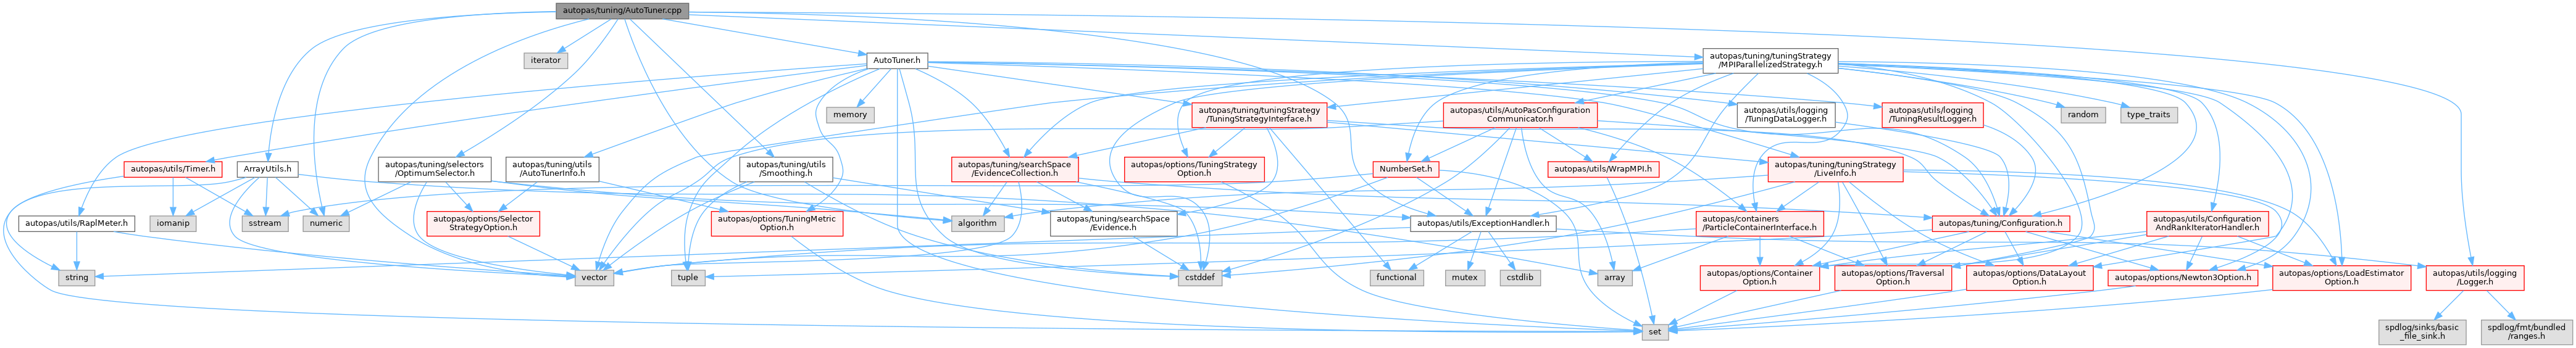 autopas/tuning/AutoTuner.cpp
iterator
AutoTuner.h
autopas/tuning/tuningStrategy
/MPIParallelizedStrategy.h
memory
autopas/tuning/tuningStrategy
/TuningStrategyInterface.h
autopas/utils/AutoPasConfiguration
Communicator.h
autopas/utils/logging
/TuningDataLogger.h
autopas/utils/logging
/TuningResultLogger.h
random
type_traits
autopas/utils/Timer.h
ArrayUtils.h
autopas/tuning/selectors
/OptimumSelector.h
autopas/tuning/utils
/AutoTunerInfo.h
autopas/tuning/utils
/Smoothing.h
autopas/tuning/searchSpace
/EvidenceCollection.h
autopas/options/TuningStrategy
Option.h
NumberSet.h
autopas/utils/WrapMPI.h
autopas/tuning/tuningStrategy
/LiveInfo.h
autopas/utils/RaplMeter.h
iomanip
sstream
numeric
autopas/options/Selector
StrategyOption.h
autopas/options/TuningMetric
Option.h
algorithm
autopas/tuning/searchSpace
/Evidence.h
autopas/utils/ExceptionHandler.h
autopas/containers
/ParticleContainerInterface.h
autopas/tuning/Configuration.h
autopas/utils/Configuration
AndRankIteratorHandler.h
string
vector
tuple
cstddef
functional
mutex
cstdlib
array
autopas/options/Container
Option.h
autopas/options/Traversal
Option.h
autopas/options/DataLayout
Option.h
autopas/options/Newton3Option.h
autopas/options/LoadEstimator
Option.h
autopas/utils/logging
/Logger.h
set
spdlog/sinks/basic
_file_sink.h
spdlog/fmt/bundled
/ranges.h